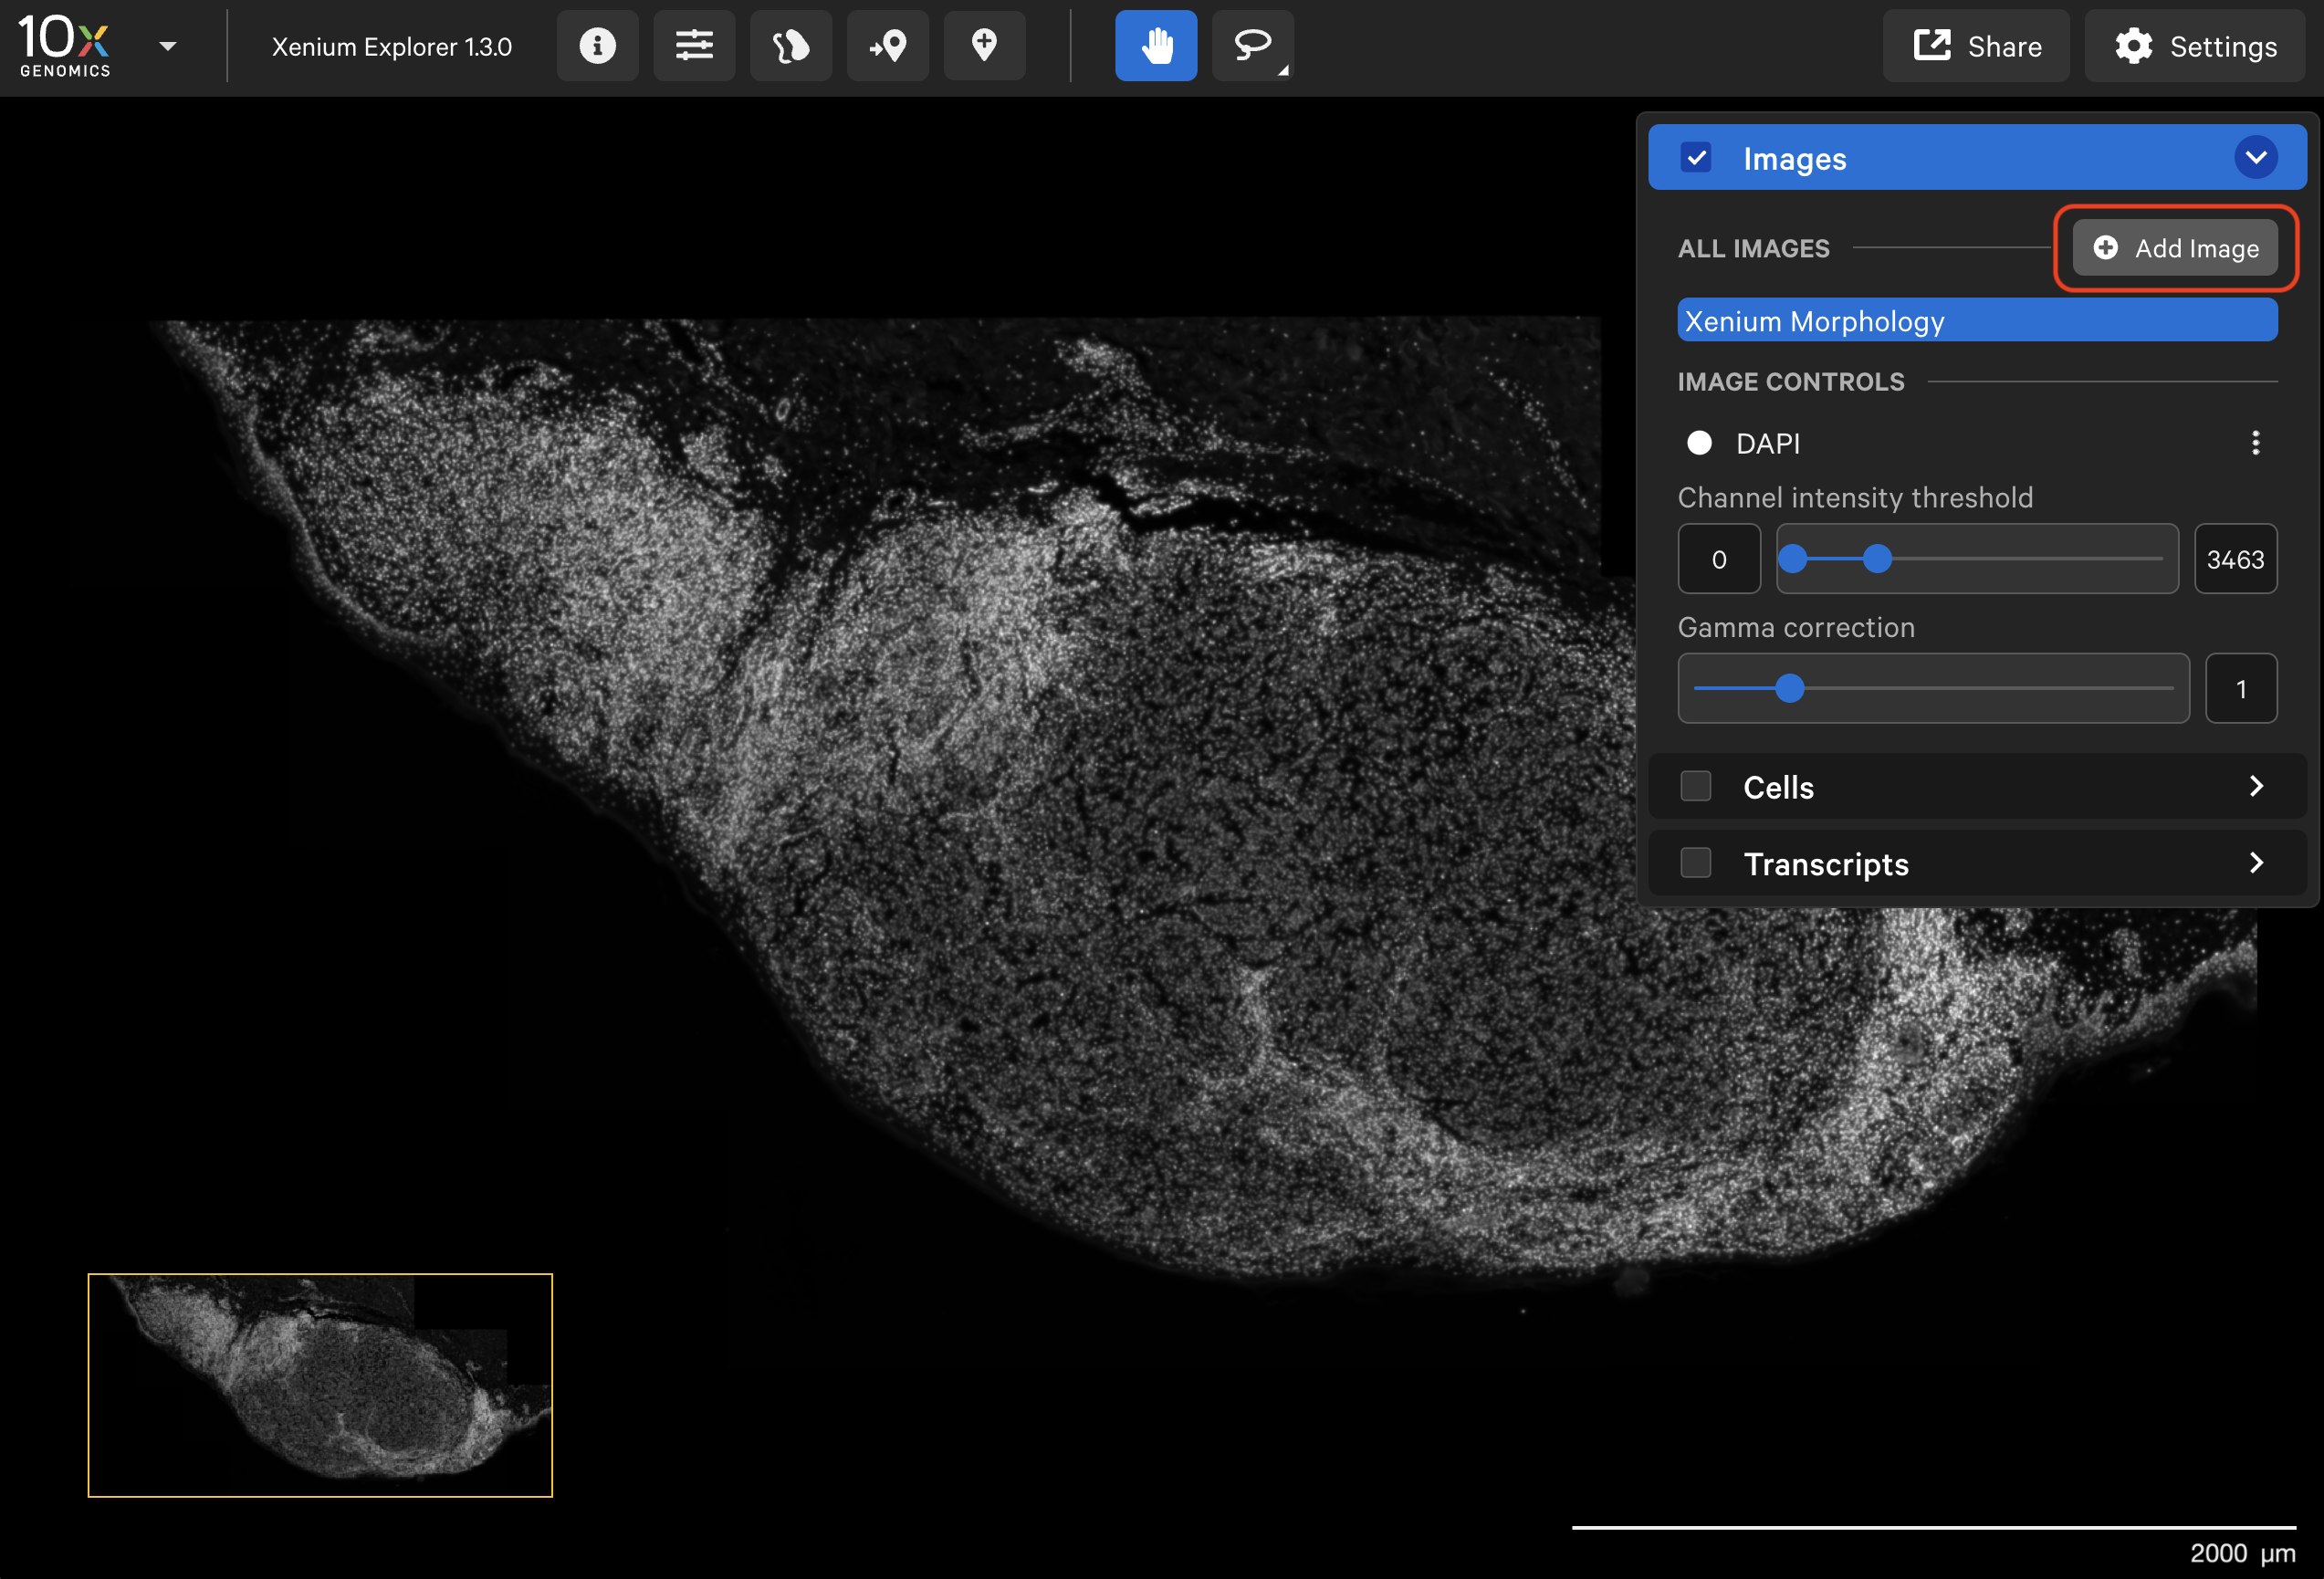 10x
GENOMICS
Xenium Explorer 1.3.0
Share
Settings
Images
ALL IMAGES
Add Image
Xenium Morphology
IMAGE CONTROLS
DAPI
Channel intensity threshold
0
3463
Gamma correction
1
Cells
Transcripts
2000 µm